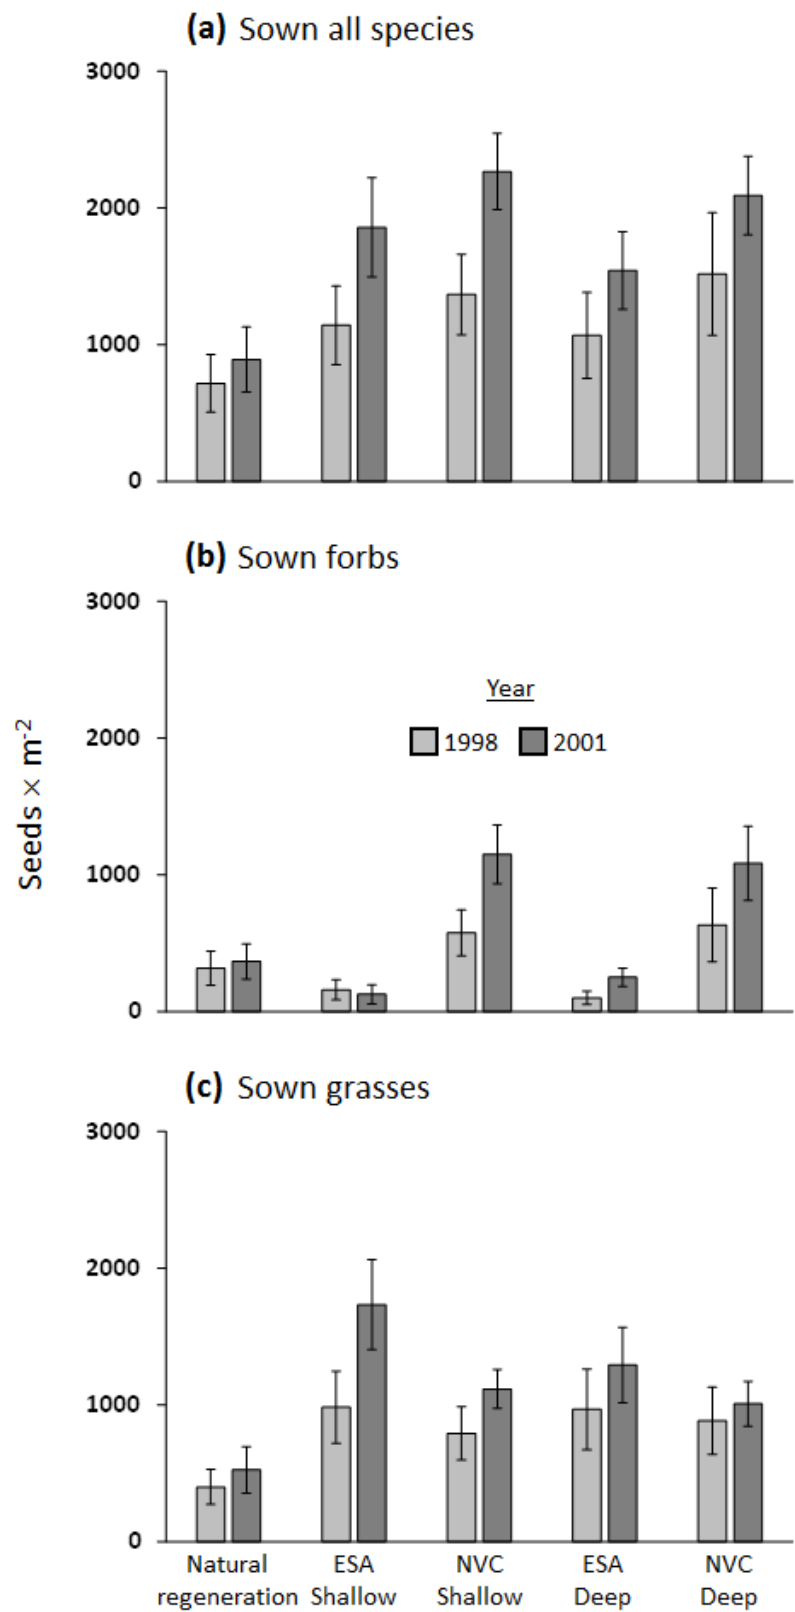 (a) Sown all species
3000
2000
1000
0
(b) Sown forbs
3000
Year
1998 2001
2000
1000
0
Seeds × m-2
(c) Sown grasses
3000
2000
1000
0
Natural regeneration
ESA Shallow
NVC Shallow
ESA Deep
NVC Deep